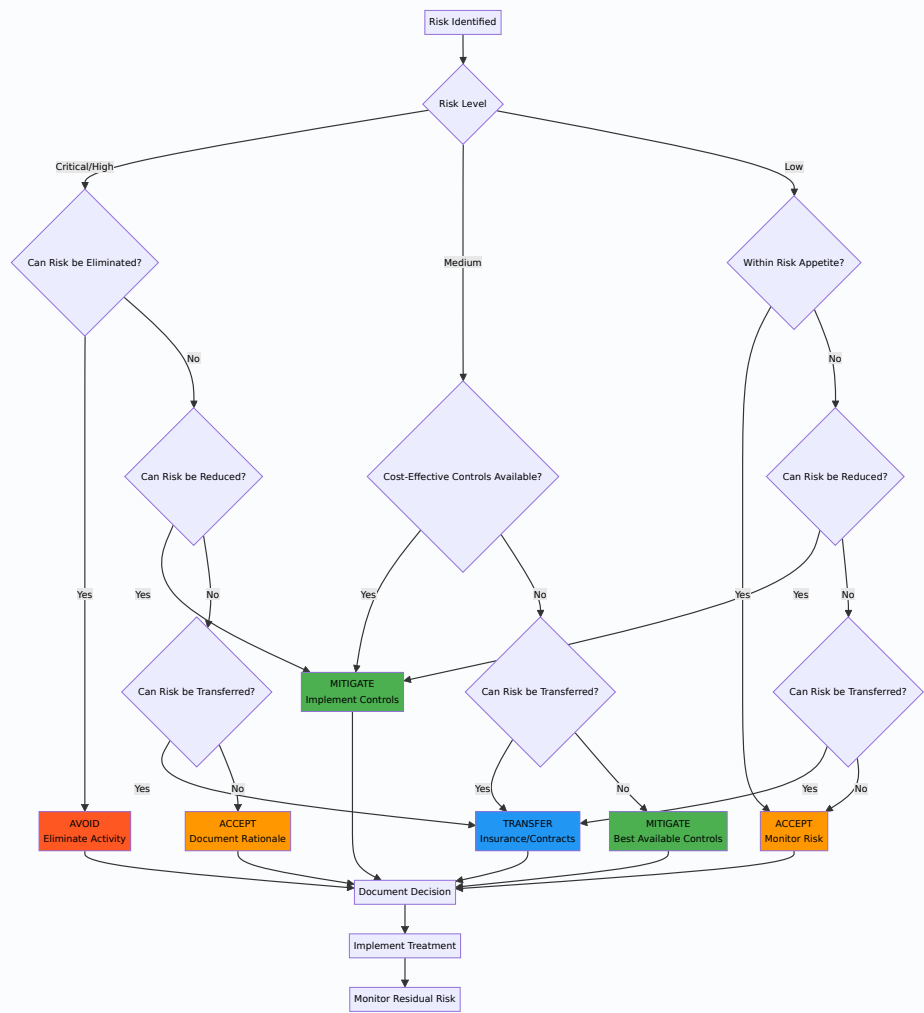 Risk Identified
Risk Level
Critical/High
Low
Can Risk be Eliminated?
Medium
Within Risk Appetite?
No
No
Can Risk be Reduced?
Cost-Effective Controls Available?
Can Risk be Reduced?
Yes
Yes
No
Yes
No
Yes
Yes
No
Can Risk be Transferred?
MITIGATE
Implement Controls
Can Risk be Transferred?
Can Risk be Transferred?
Yes
No
Yes
No
Yes
No
AVOID
Eliminate Activity
ACCEPT
Document Rationale
TRANSFER
Insurance/Contracts
MITIGATE
Best Available Controls
ACCEPT
Monitor Risk
Document Decision
Implement Treatment
Monitor Residual Risk